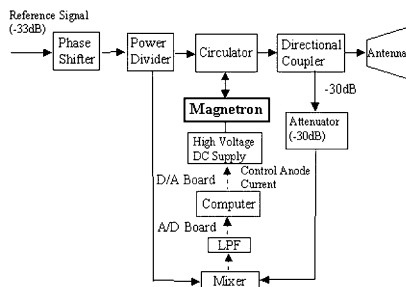 Reference Signal
(-33dB)
Phase
Shifter
Power
Divider
Circulator
Directional
Coupler
Antenna
-30dB
Magnetron
Attenuator
(-30dB)
High Voltage
DC Supply
D/A Board
Control Anode
Current
Computer
A/D Board
LPF
Mixer